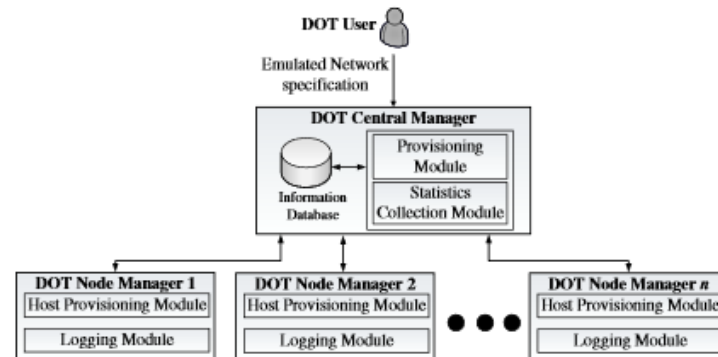 DOT User
Emulated Network
specification
DOT Central Manager
Information
Database
Provisioning
Module
Statistics
Collection Module
DOT Node Manager 1
Host Provisioning Module
Logging Module
DOT Node Manager 2
Host Provisioning Module
Logging Module
DOT Node Manager n
Host Provisioning Module
Logging Module